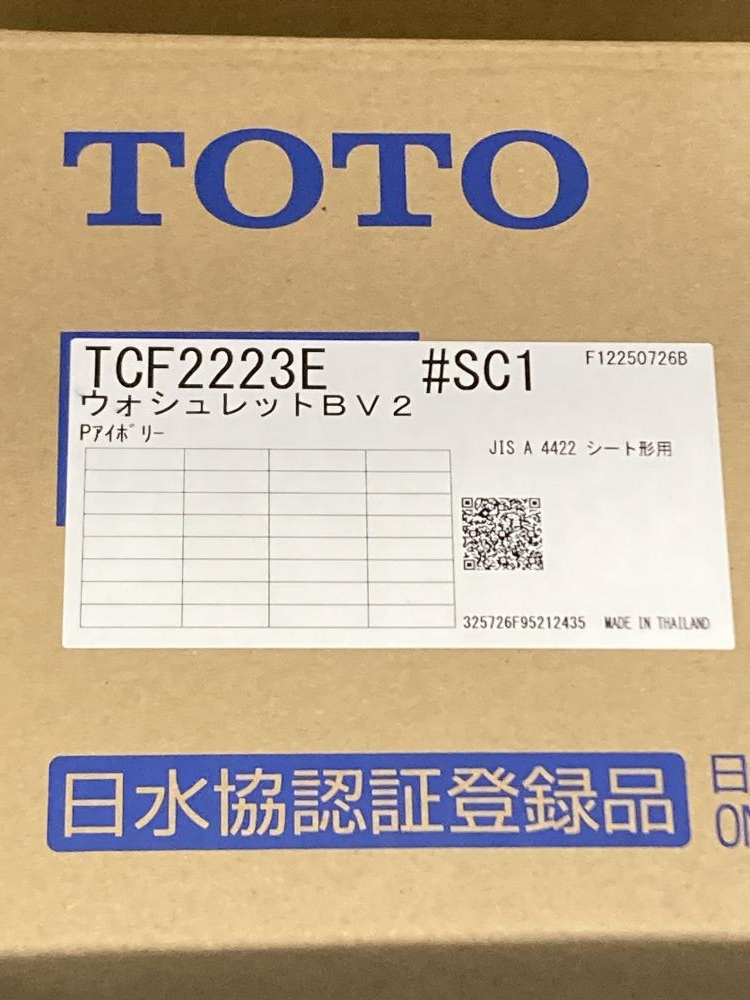 TOTO
TCF2223E #SC1 F12250726B
ウォシュレットBV2
Pアイボリー
JIS A 4422 シート形用
325726F95212435 MADE IN THAILAND
日水協認証登録品
日